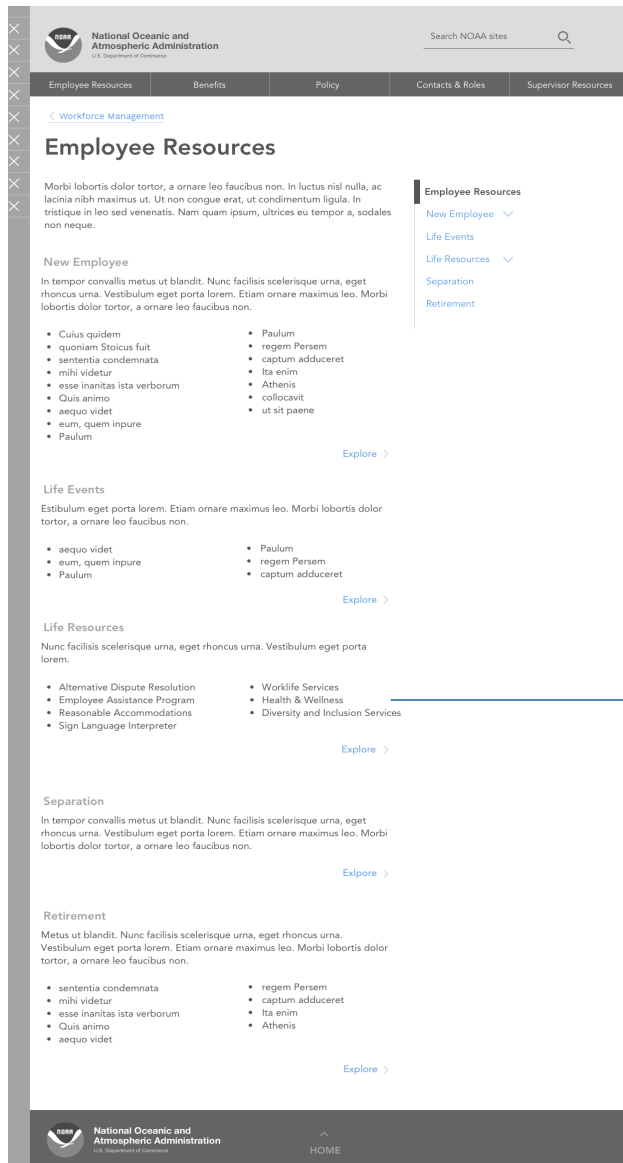 NOAA
National Oceanic and
Atmospheric Administration
U.S. Department of Commerce
Search NOAA sites
Employee Resources
Benefits
Policy
Contacts & Roles
Supervisor Resources
Workforce Management
Employee Resources
Morbi lobortis dolor tortor, a ornare leo faucibus non. In luctus nisl nulla, ac
lacinia nibh maximus ut. Ut non congue erat, ut condimentum ligula. In
tristique in leo sed venenatis. Nam quam ipsum, ultrices eu tempor a, sodales
non neque.
Employee Resources
New Employee
Life Events
Life Resources
Separation
Retirement
New Employee
In tempor convallis metus ut blandit. Nunc facilisis scelerisque urna, eget
rhoncus urna. Vestibulum eget porta lorem. Etiam ornare maximus leo. Morbi
lobortis dolor tortor, a ornare leo faucibus non.
• Cuius quidem
• quoniam Stoicus fuit
• sententia condemnata
• mihi videtur
• esse inanitas ista verborum
• Quis animo
• aequo videt
• eum, quem inpure
• Paulum
• Paulum
• regem Persem
• captum adduceret
• Ita enim
• Athenis
• collocavit
• ut sit paene
Explore
Life Events
Estibulum eget porta lorem. Etiam ornare maximus leo. Morbi lobortis dolor
tortor, a ornare leo faucibus non.
• aequo videt
• eum, quem inpure
• Paulum
• Paulum
• regem Persem
• captum adduceret
Explore
Life Resources
Nunc facilisis scelerisque urna, eget rhoncus urna. Vestibulum eget porta
lorem.
• Alternative Dispute Resolution
• Employee Assistance Program
• Reasonable Accommodations
• Sign Language Interpreter
• Worklife Services
• Health & Wellness
• Diversity and Inclusion Services
Explore
Separation
In tempor convallis metus ut blandit. Nunc facilisis scelerisque urna, eget
rhoncus urna. Vestibulum eget porta lorem. Etiam ornare maximus leo. Morbi
lobortis dolor tortor, a ornare leo faucibus non.
Exlpore
Retirement
Metus ut blandit. Nunc facilisis scelerisque urna, eget rhoncus urna.
Vestibulum eget porta lorem. Etiam ornare maximus leo. Morbi lobortis dolor
tortor, a ornare leo faucibus non.
• sententia condemnata
• mihi videtur
• esse inanitas ista verborum
• Quis animo
• aequo videt
• regem Persem
• captum adduceret
• Ita enim
• Athenis
Explore
NOAA
National Oceanic and
Atmospheric Administration
U.S. Department of Commerce
HOME